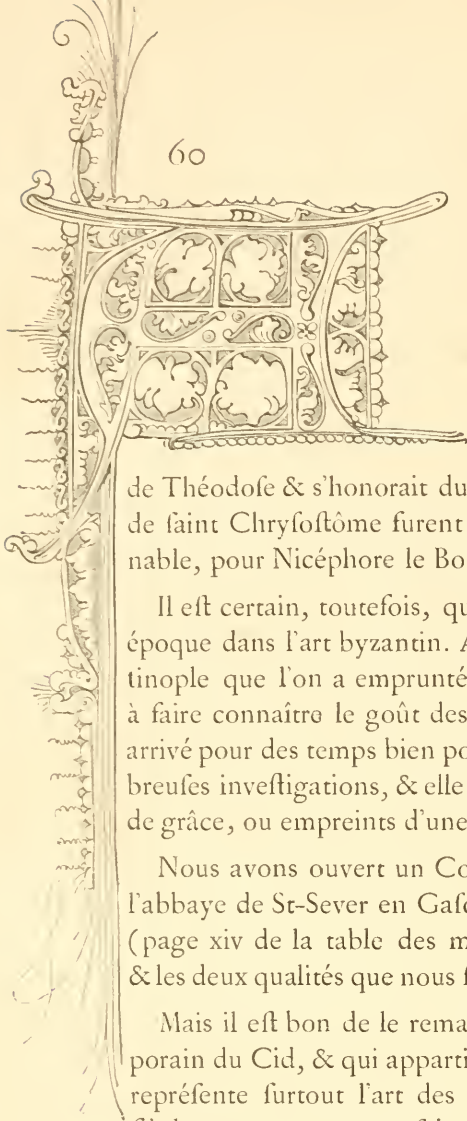 60
de Théodoſe & s'honorait du
de ſaint Chryſoſtôme furent
nable, pour Nicéphore le Bo
Il eſt certain, toutefois, qu
époque dans l'art byzantin. A
tinople que l'on a emprunté
à faire connaître le goût des
arrivé pour des temps bien po
breuſes inveſtigations, & elle
de grâce, ou empreints d'une
Nous avons ouvert un Co
l'abbaye de St-Sever en Gaſc
(page xiv de la table des m
& les deux qualités que nous ſ
Mais il eſt bon de le rema
porain du Cid, & qui apparti
repréſente ſurtout l'art des